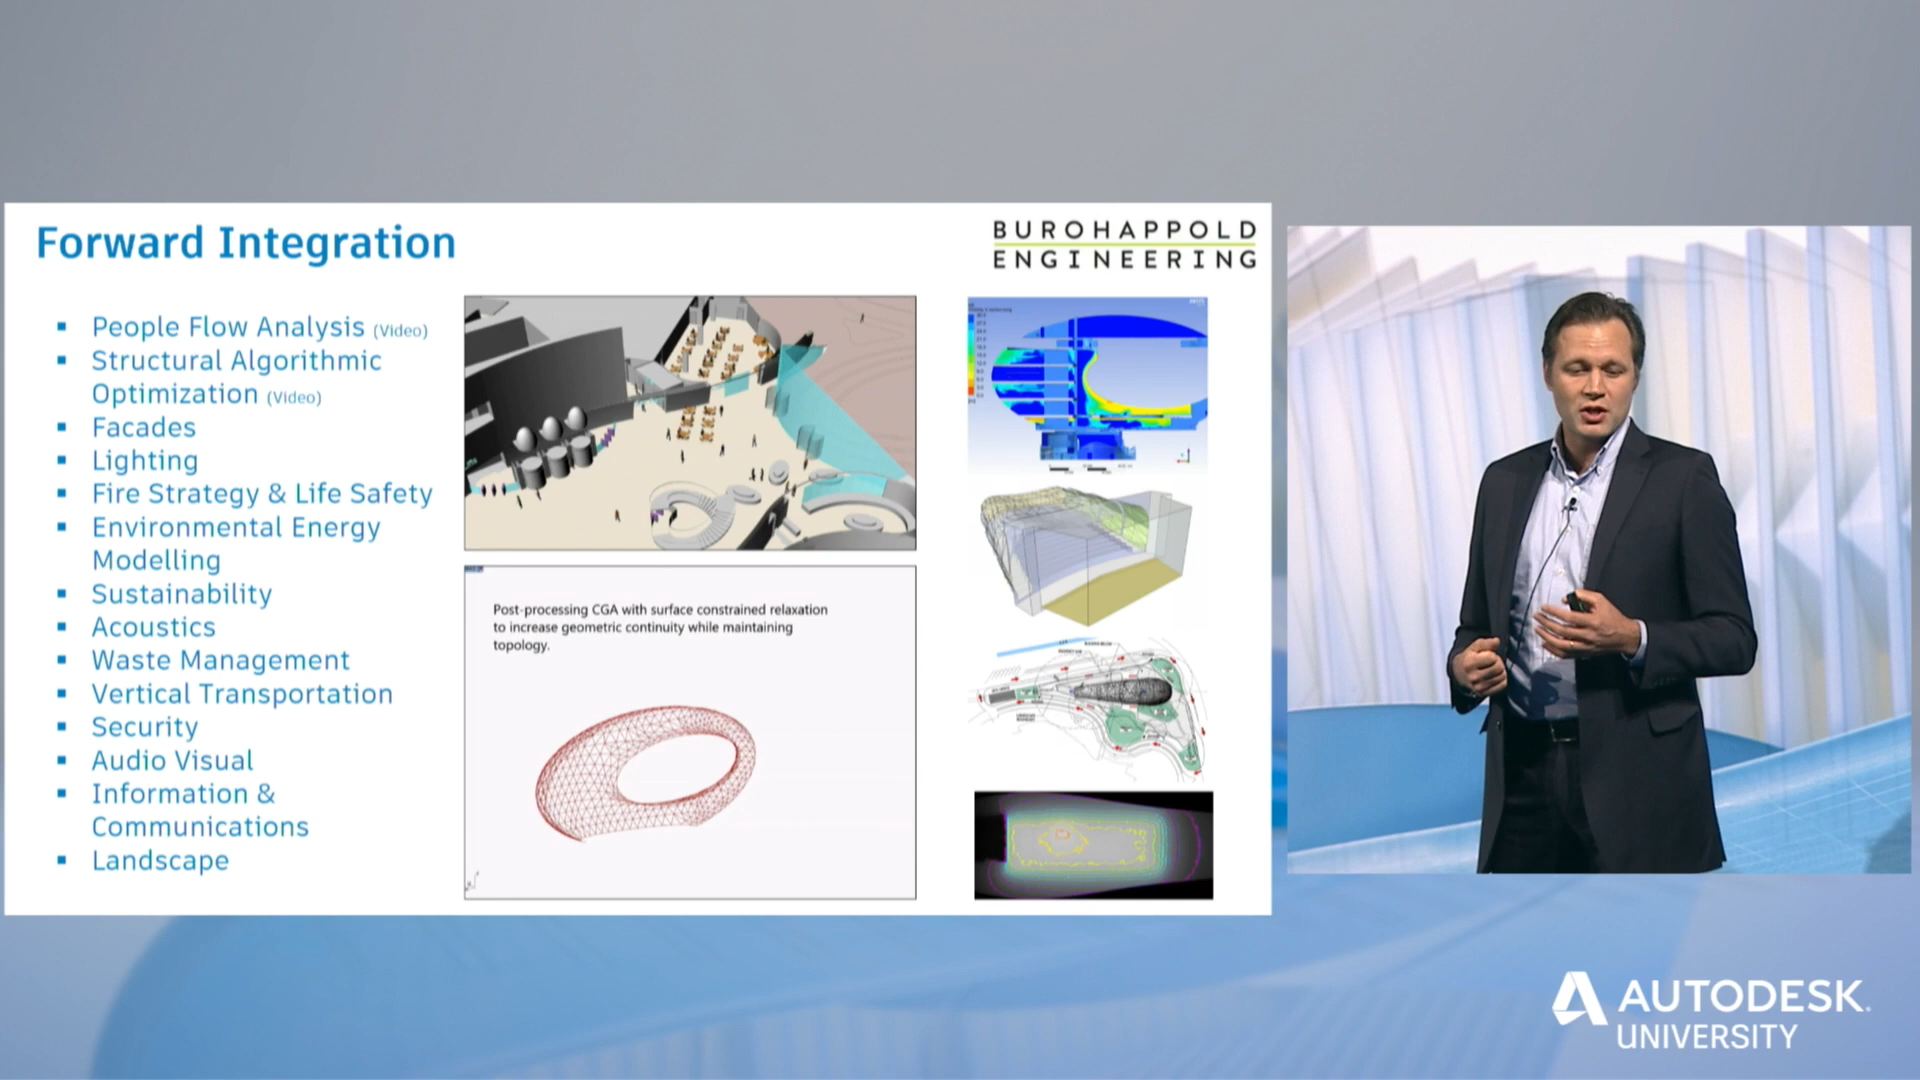 Forward Integration
BUROHAPPOLD
ENGINEERING
▪ People Flow Analysis (Video)
▪ Structural Algorithmic
Optimization (Video)
▪ Facades
▪ Lighting
▪ Fire Strategy & Life Safety
▪ Environmental Energy
Modelling
▪ Sustainability
▪ Acoustics
▪ Waste Management
▪ Vertical Transportation
▪ Security
▪ Audio Visual
▪ Information &
Communications
▪ Landscape
Post-processing CGA with surface constrained relaxation
to increase geometric continuity while maintaining
topology.
AUTODESK.
UNIVERSITY